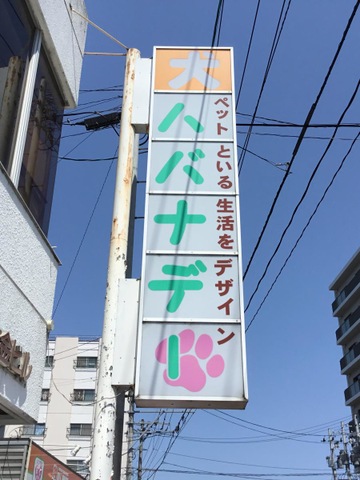 犬
ハバナデー
ペットといる生活をデザイン